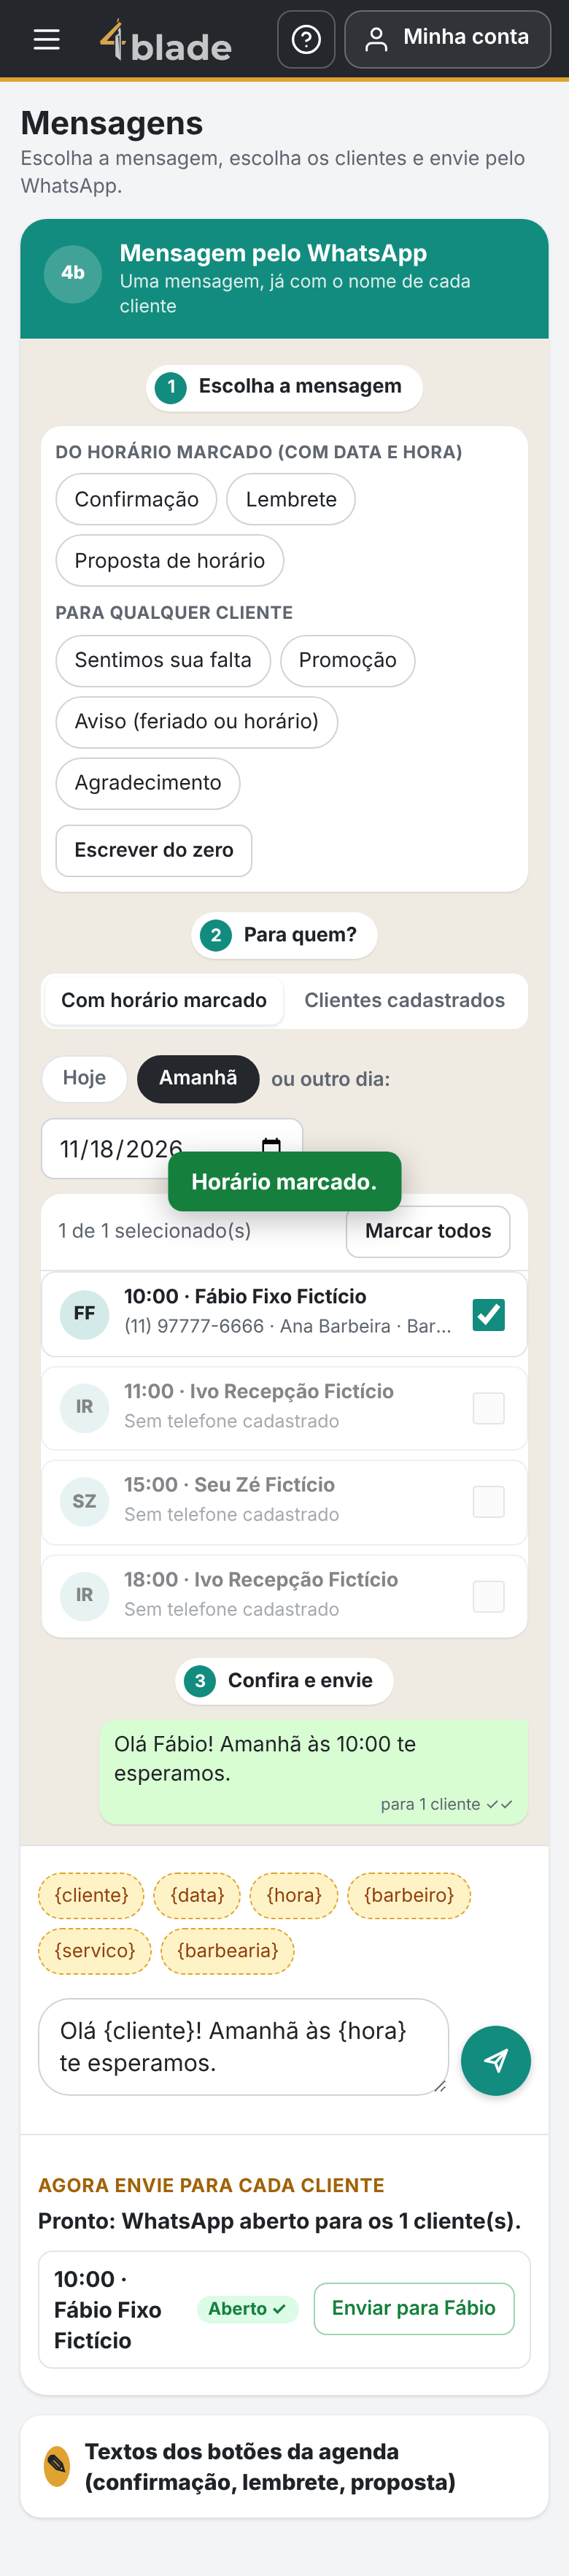 4blade
Minha conta
Mensagens
Escolha a mensagem, escolha os clientes e envie pelo
WhatsApp.
4b
Mensagem pelo WhatsApp
Uma mensagem, já com o nome de cada
cliente
1 Escolha a mensagem
DO HORÁRIO MARCADO (COM DATA E HORA)
Confirmação Lembrete
Proposta de horário
PARA QUALQUER CLIENTE
Sentimos sua falta Promoção
Aviso (feriado ou horário)
Agradecimento
Escrever do zero
2 Para quem?
Com horário marcado Clientes cadastrados
Hoje Amanhã ou outro dia:
11/18/2026
Horário marcado.
1 de 1 selecionado(s) Marcar todos
FF
10:00 · Fábio Fixo Fictício
(11) 97777-6666 · Ana Barbeira · Bar...
IR
11:00 · Ivo Recepção Fictício
Sem telefone cadastrado
SZ
15:00 · Seu Zé Fictício
Sem telefone cadastrado
IR
18:00 · Ivo Recepção Fictício
Sem telefone cadastrado
3 Confira e envie
Olá Fábio! Amanhã às 10:00 te
esperamos.
para 1 cliente ✓✓
{cliente} {data} {hora} {barbeiro}
{servico} {barbearia}
Olá {cliente}! Amanhã às {hora}
te esperamos.
AGORA ENVIE PARA CADA CLIENTE
Pronto: WhatsApp aberto para os 1 cliente(s).
10:00 ·
Fábio Fixo
Fictício
Aberto ✓
Enviar para Fábio
Textos dos botões da agenda
(confirmação, lembrete, proposta)